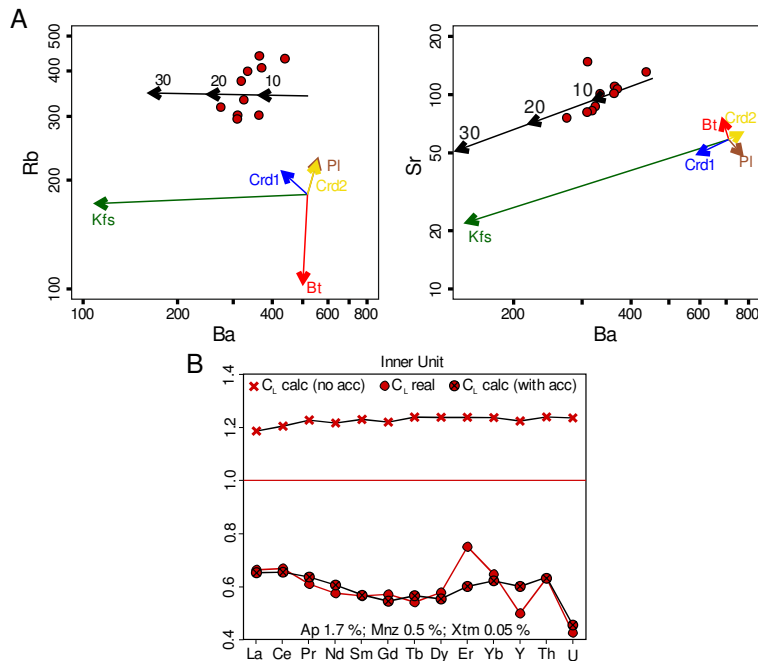 A
500
400
300
200
100
Rb
30
20
10
Crd1
Pl
Crd2
Kfs
Bt
100
200
400
600
800
Ba
200
100
50
20
10
Sr
10
20
30
Bt
Crd2
Crd1
Pl
Kfs
200
400
600
800
Ba
B
Inner Unit
C_L calc (no acc) C_L real C_L calc (with acc)
1.4
1.2
1.0
0.8
0.6
0.4
Ap 1.7 %; Mnz 0.5 %; Xtm 0.05 %
La Ce Pr Nd Sm Gd Tb Dy Er Yb Y Th U